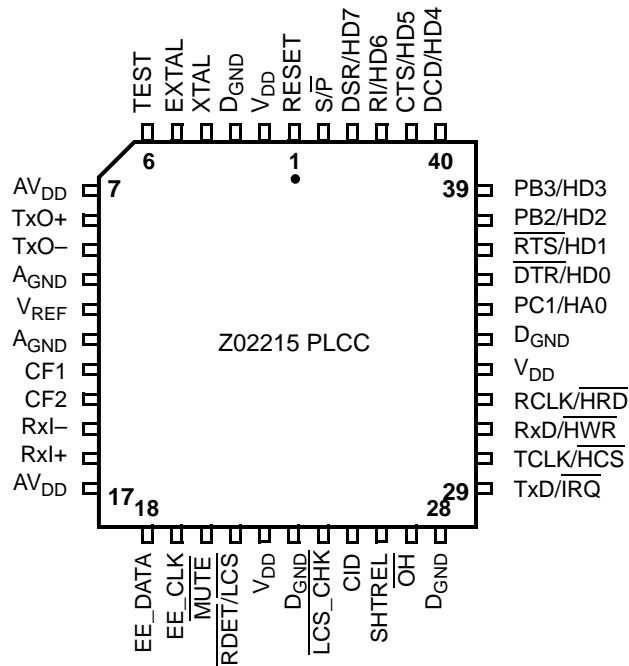 TEST
EXTAL
XTAL
DGND
VDD
RESET
S/P
DSR/HD7
RI/HD6
CTS/HD5
DCD/HD4
6
1
40
AVDD
7
39
PB3/HD3
TxO+
PB2/HD2
TxO–
RTS/HD1
AGND
DTR/HD0
VREF
PC1/HA0
AGND
DGND
Z02215 PLCC
CF1
VDD
CF2
RCLK/HRD
RxI–
RxD/HWR
RxI+
TCLK/HCS
AVDD
17
29
TxD/IRQ
18
28
EE_DATA
EE_CLK
MUTE
RDET/LCS
VDD
DGND
LCS_CHK
CID
SHTREL
OH
DGND